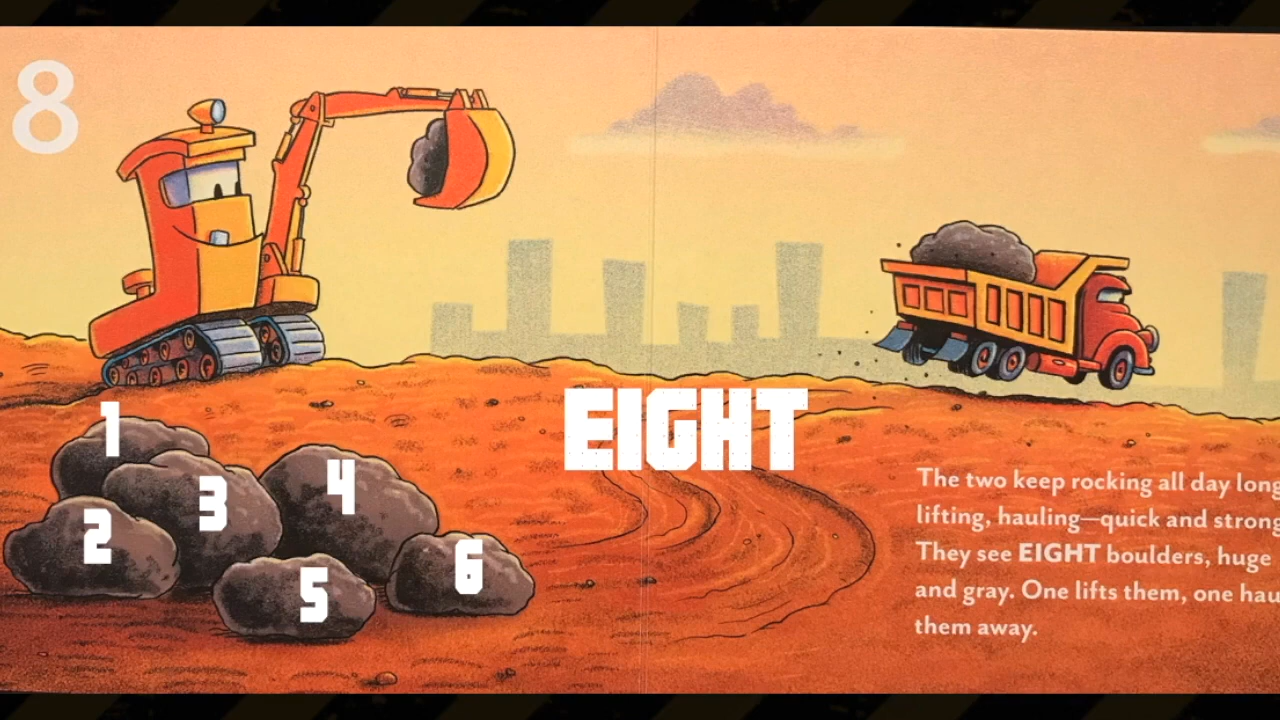 8
1
2
3
4
5
6
EIGHT
The two keep rocking all day long
lifting, hauling—quick and strong
They see EIGHT boulders, huge
and gray. One lifts them, one hau
them away.